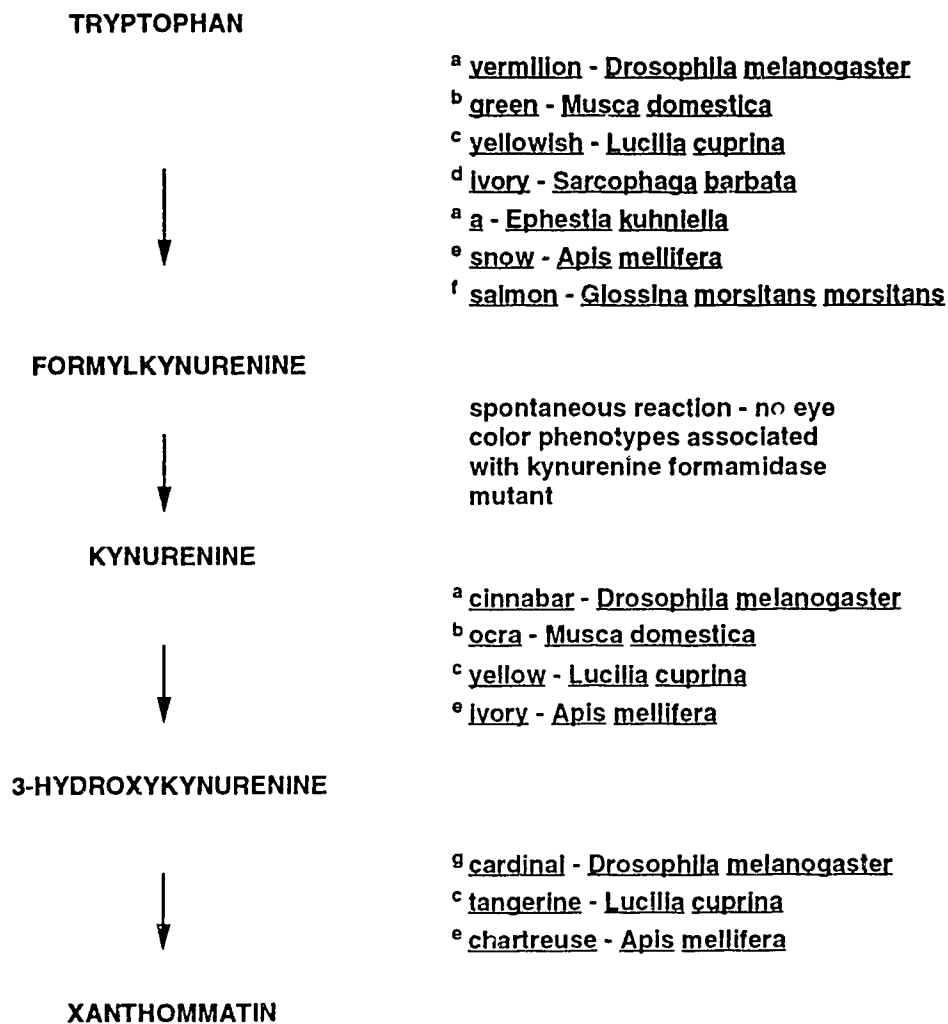 TRYPTOPHAN
a vermilion - Drosophila melanogaster
b green - Musca domestica
c yellowish - Lucilia cuprina
d ivory - Sarcophaga barbata
a a - Ephestia kuhniella
e snow - Apis mellifera
f salmon - Glossina morsitans morsitans
FORMYLKYNURENINE
spontaneous reaction - no eye
color phenotypes associated
with kynurenine formamidase
mutant
KYNURENINE
a cinnabar - Drosophila melanogaster
b ocra - Musca domestica
c yellow - Lucilia cuprina
e ivory - Apis mellifera
3-HYDROXYKYNURENINE
g cardinal - Drosophila melanogaster
c tangerine - Lucilia cuprina
e chartreuse - Apis mellifera
XANTHOMMATIN